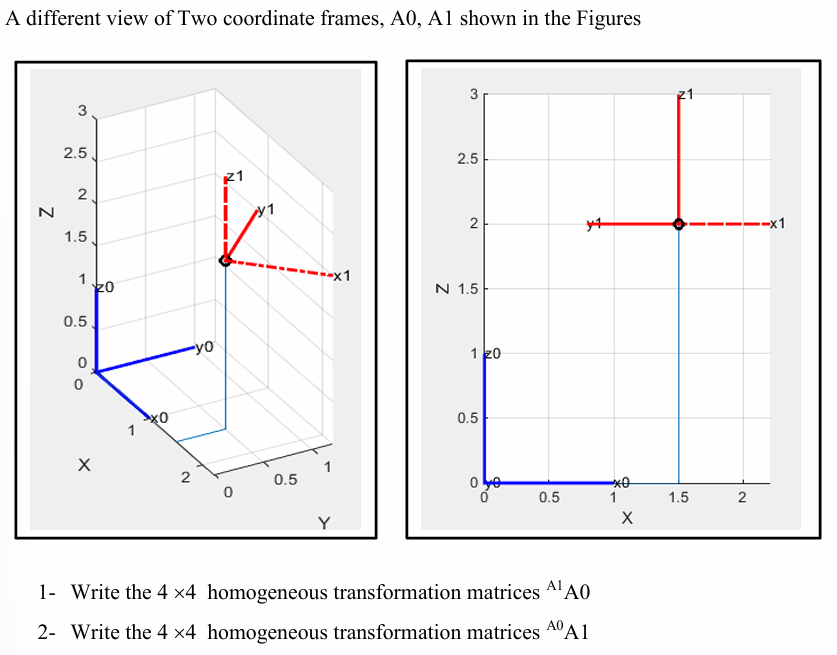 A different view of Two coordinate frames, A0, A1 shown in the Figures
3
2.5
2
1.5
1
0.5
0
Z
z1
y1
x1
z0
y0
x0
0
1
2
X
0
0.5
1
Y
3
2.5
2
1.5
1
0.5
0
Z
z1
y1
x1
z0
y0
x0
0
0.5
1
1.5
2
X
1- Write the 4 ×4 homogeneous transformation matrices ᴬ¹A0
2- Write the 4 ×4 homogeneous transformation matrices ᴬ⁰A1